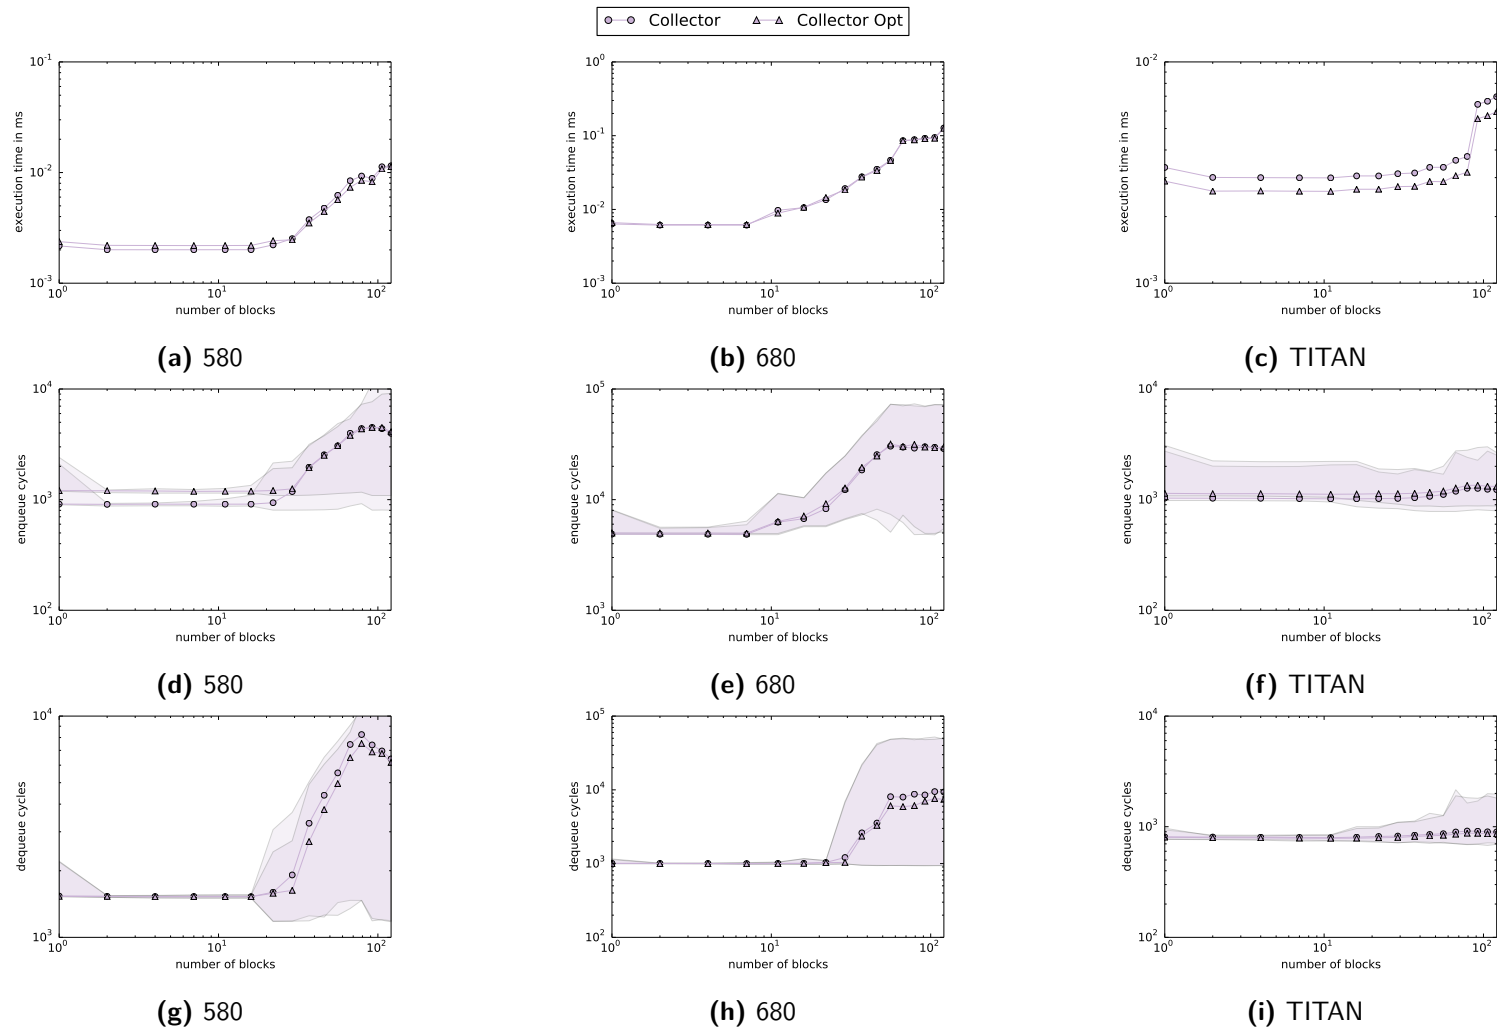 Collector Collector Opt
10^-1
10^-2
10^-3
execution time in ms
10^0 10^1 10^2
number of blocks
(a) 580
10^0
10^-1
10^-2
10^-3
execution time in ms
10^0 10^1 10^2
number of blocks
(b) 680
10^-2
10^-3
execution time in ms
10^0 10^1 10^2
number of blocks
(c) TITAN
10^4
10^3
10^2
enqueue cycles
10^0 10^1 10^2
number of blocks
(d) 580
10^5
10^4
10^3
enqueue cycles
10^0 10^1 10^2
number of blocks
(e) 680
10^4
10^3
10^2
enqueue cycles
10^0 10^1 10^2
number of blocks
(f) TITAN
10^4
10^3
dequeue cycles
10^0 10^1 10^2
number of blocks
(g) 580
10^5
10^4
10^3
10^2
dequeue cycles
10^0 10^1 10^2
number of blocks
(h) 680
10^4
10^3
10^2
dequeue cycles
10^0 10^1 10^2
number of blocks
(i) TITAN